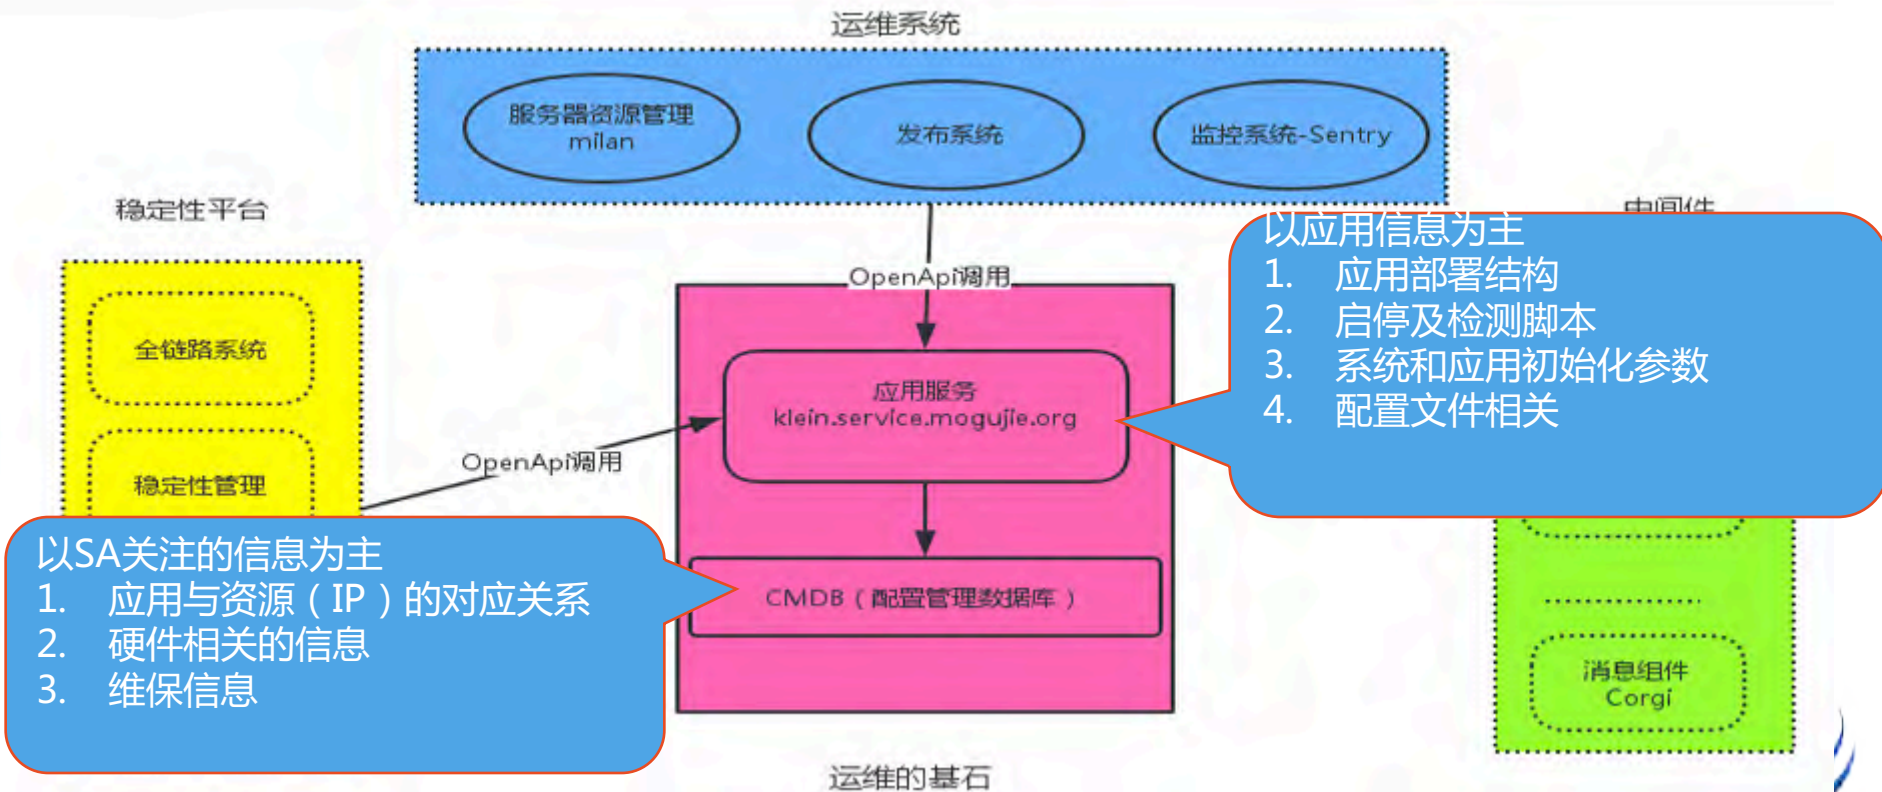 运维系统
服务器资源管理
milan
发布系统
监控系统-Sentry
稳定性平台
中间件
OpenApi调用
全链路系统
稳定性管理
OpenApi调用
应用服务
klein.service.mogujie.org
CMDB（配置管理数据库）
以应用信息为主
1. 应用部署结构
2. 启停及检测脚本
3. 系统和应用初始化参数
4. 配置文件相关
以SA关注的信息为主
1. 应用与资源（IP）的对应关系
2. 硬件相关的信息
3. 维保信息
消息组件
Corgi
运维的基石